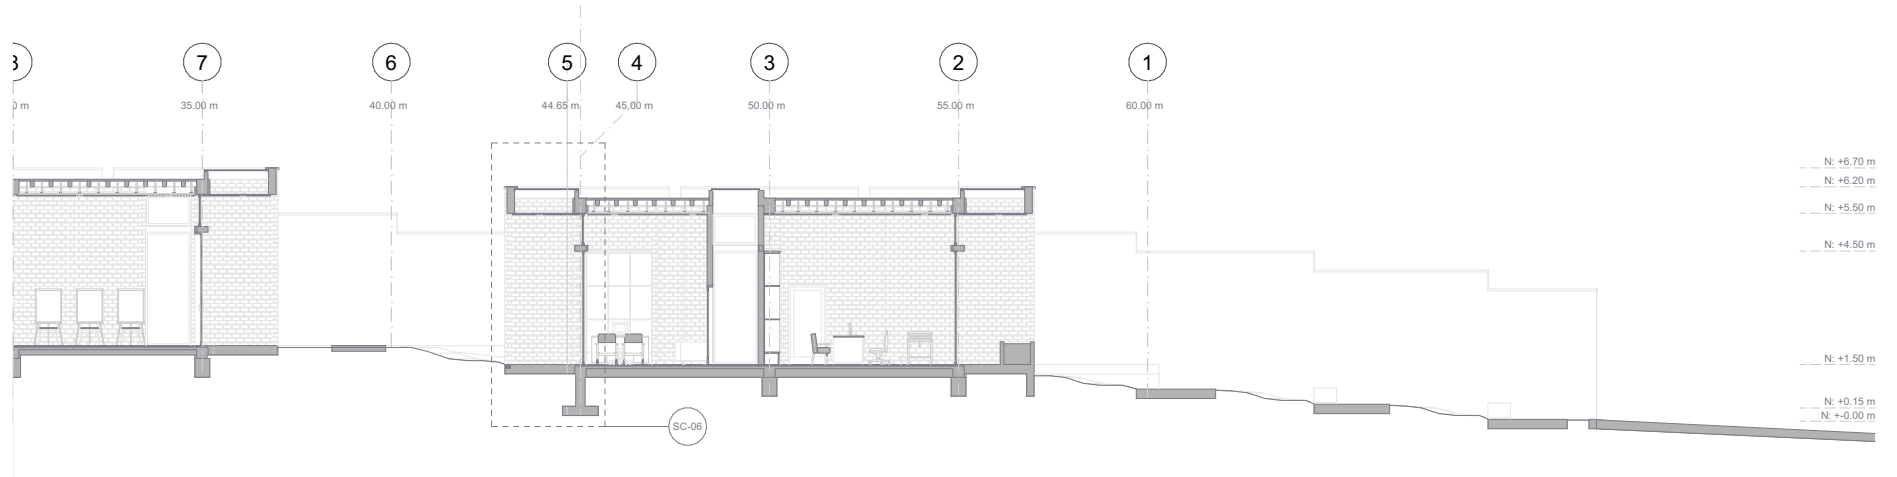 7 6 5 4 3 2 1
35.00 m 40.00 m 44.65 m 45.00 m 50.00 m 55.00 m 60.00 m
N: +6.70 m
N: +6.20 m
N: +5.50 m
N: +4.50 m
N: +1.50 m
N: +0.15 m
N: +-0.00 m
SC-06